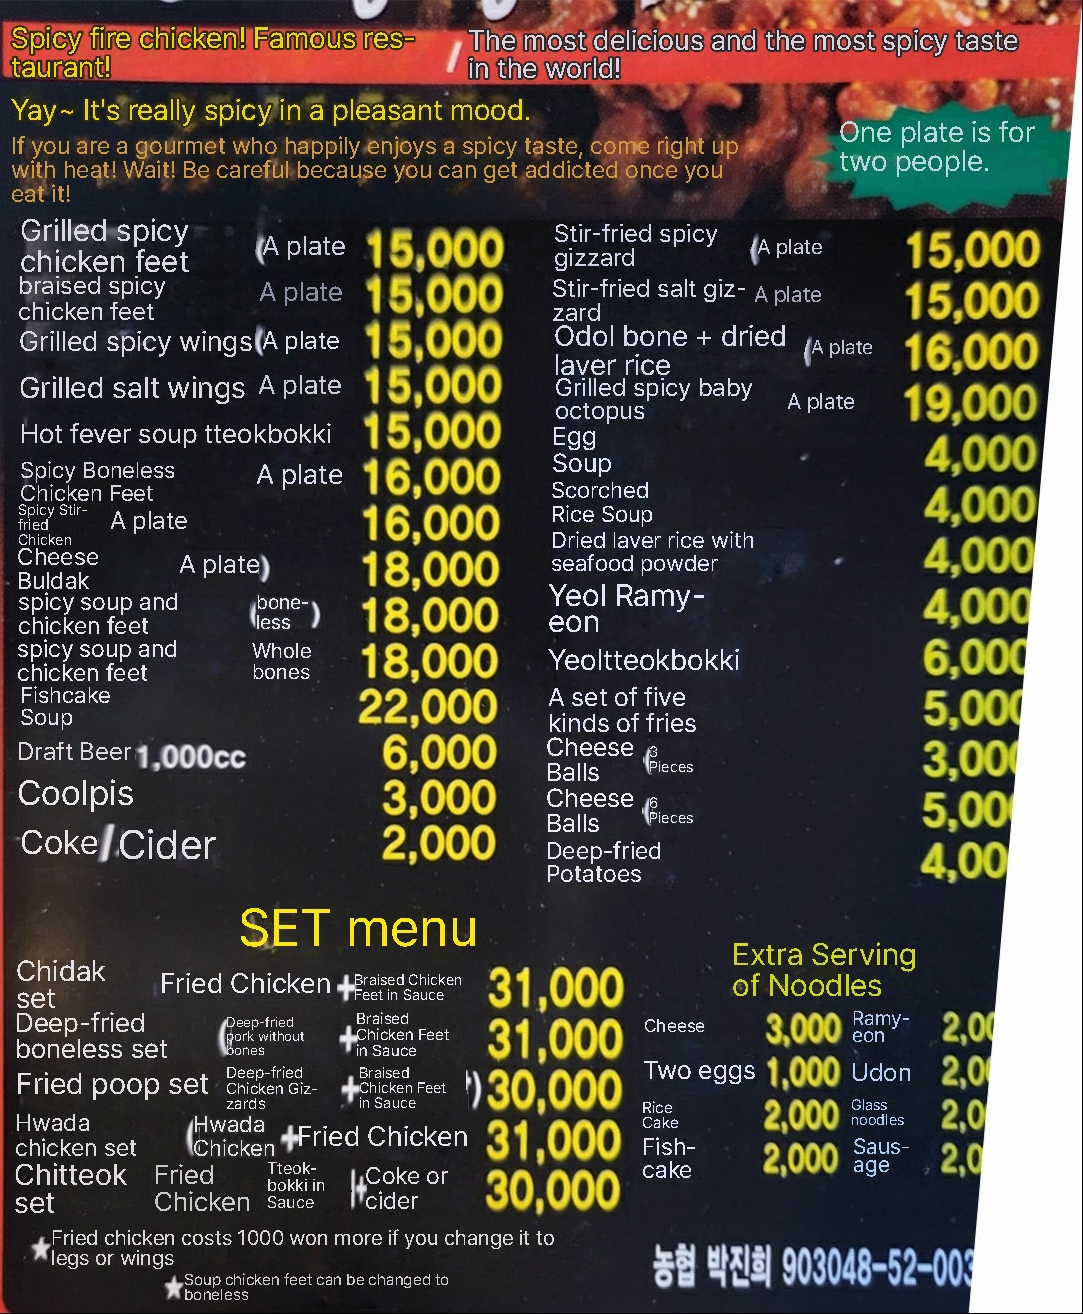 Spicy fire chicken! Famous res-
taurant!
/
The most delicious and the most spicy taste
in the world!
Yay~ It's really spicy in a pleasant mood.
If you are a gourmet who happily enjoys a spicy taste, come right up
with heat! Wait! Be careful because you can get addicted once you
eat it!
One plate is for
two people.
Grilled spicy
chicken feet (A plate 15,000
braised spicy
chicken feet A plate 15,000
Grilled spicy wings (A plate 15,000
Grilled salt wings A plate 15,000
Hot fever soup tteokbokki 15,000
Spicy Boneless
Chicken Feet A plate 16,000
Spicy Stir-
fried
Chicken A plate 16,000
Cheese
Buldak A plate) 18,000
spicy soup and
chicken feet (bone-
less) 18,000
spicy soup and
chicken feet Whole
bones 18,000
Fishcake
Soup 22,000
Draft Beer 1,000cc 6,000
Coolpis 3,000
Coke/Cider 2,000
Stir-fried spicy
gizzard (A plate 15,000
Stir-fried salt giz-
zard A plate 15,000
Odol bone + dried
laver rice (A plate 16,000
Grilled spicy baby
octopus A plate 19,000
Egg
Soup 4,000
Scorched
Rice Soup 4,000
Dried laver rice with
seafood powder 4,000
Yeol Ramy-
eon 4,000
Yeoltteokbokki 6,000
A set of five
kinds of fries 5,000
Cheese
Balls (3
Pieces 3,000
Cheese
Balls (6
Pieces 5,000
Deep-fried
Potatoes 4,00
SET menu
Chidak
set Fried Chicken + Braised Chicken
Feet in Sauce 31,000
Deep-fried
boneless set (Deep-fried
pork without
bones + Braised
Chicken Feet
in Sauce 31,000
Fried poop set Deep-fried
Chicken Giz-
zards + Braised
Chicken Feet
in Sauce ) 30,000
Hwada
chicken set (Hwada
Chicken + Fried Chicken 31,000
Chitteok
set Fried
Chicken Tteok-
bokki in
Sauce + Coke or
cider 30,000
Extra Serving
of Noodles
Cheese 3,000 Ramy-
eon 2,00
Two eggs 1,000 Udon 2,0
Rice
Cake 2,000 Glass
noodles 2,0
Fish-
cake 2,000 Saus-
age 2,0
★Fried chicken costs 1000 won more if you change it to
legs or wings
★Soup chicken feet can be changed to
boneless
농협 박진희 903048-52-003